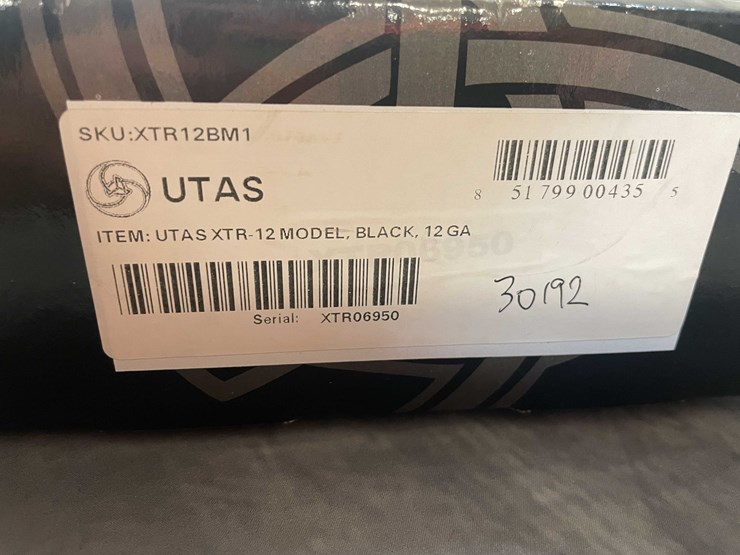 SKU:XTR12BM1
UTAS
8 51799 00435 5
ITEM: UTAS XTR-12 MODEL, BLACK, 12 GA
Serial: XTR06950
30192